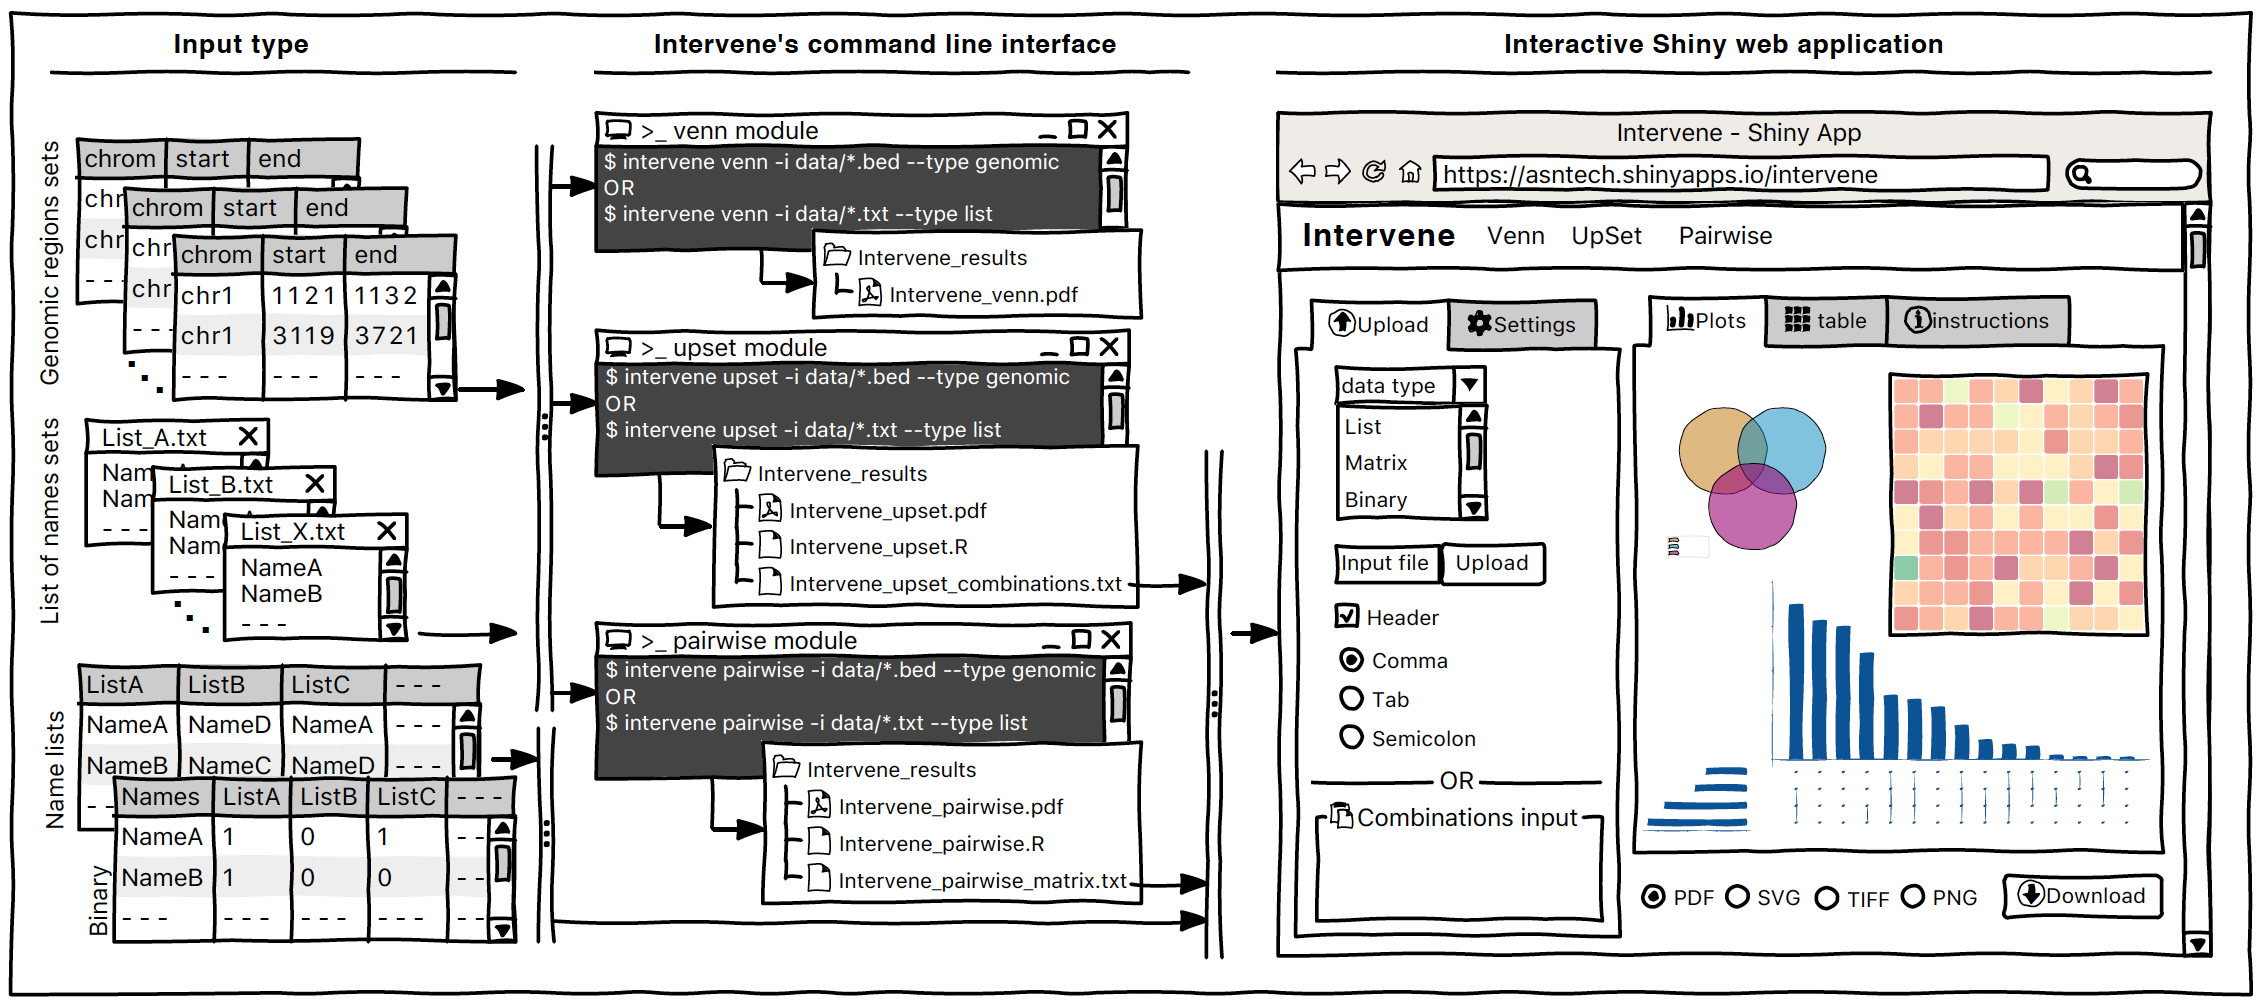 Input type
Intervene's command line interface
Interactive Shiny web application
Genomic regions sets
chrom start end
chr
chr
- - -
chrom start end
chr
chr
- - -
chrom start end
chr1 1121 1132
chr1 3119 3721
- - - - - - - - -
List of names sets
List_A.txt
Nam
Nam
- - -
List_B.txt
Name
Name
- - -
List_X.txt
NameA
NameB
- - -
Name lists
ListA ListB ListC - - -
NameA NameD NameA - - -
NameB NameC NameD - - -
- -
Binary
Names ListA ListB ListC - - -
NameA 1 0 1 - -
NameB 1 0 0 - -
- - - - - - - - - - - - - -
>_ venn module
$ intervene venn -i data/*.bed --type genomic
OR
$ intervene venn -i data/*.txt --type list
Intervene_results
Intervene_venn.pdf
>_ upset module
$ intervene upset -i data/*.bed --type genomic
OR
$ intervene upset -i data/*.txt --type list
Intervene_results
Intervene_upset.pdf
Intervene_upset.R
Intervene_upset_combinations.txt
>_ pairwise module
$ intervene pairwise -i data/*.bed --type genomic
OR
$ intervene pairwise -i data/*.txt --type list
Intervene_results
Intervene_pairwise.pdf
Intervene_pairwise.R
Intervene_pairwise_matrix.txt
Intervene - Shiny App
https://asntech.shinyapps.io/intervene
Intervene Venn UpSet Pairwise
Upload Settings
data type
List
Matrix
Binary
Input file Upload
Header
Comma
Tab
Semicolon
OR
Combinations input
Plots table instructions
PDF SVG TIFF PNG Download